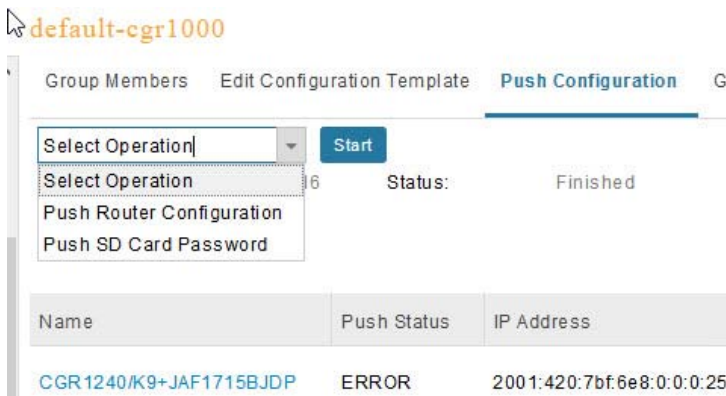 default-cgr1000
Group Members Edit Configuration Template Push Configuration G
Select Operation Start
Select Operation 6 Status: Finished
Push Router Configuration
Push SD Card Password
Name Push Status IP Address
CGR1240/K9+JAF1715BJDP ERROR 2001:420:7bf:6e8:0:0:0:25